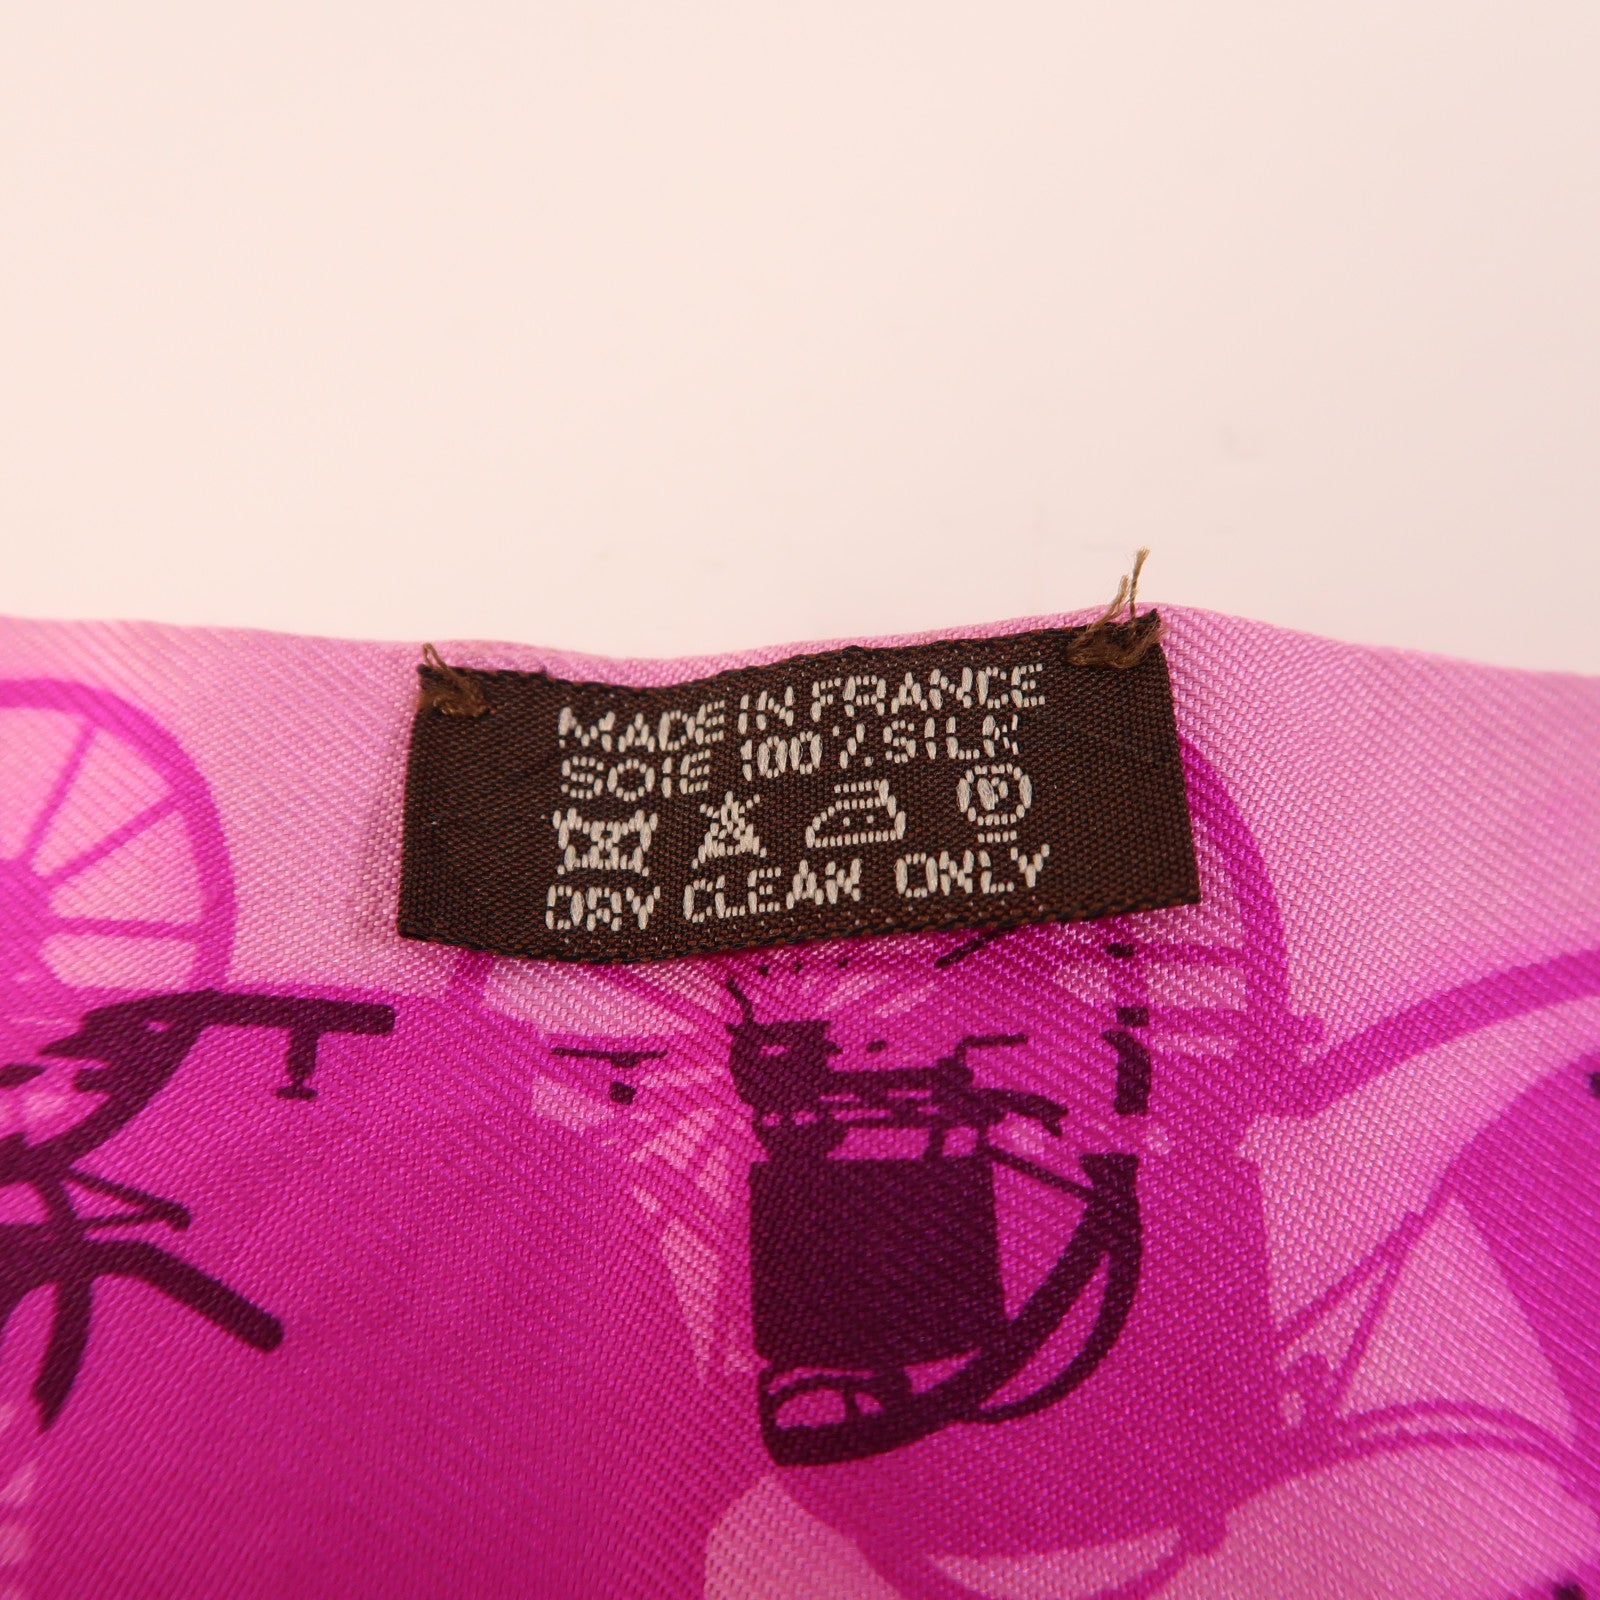 MADE IN FRANCE
SOIE 100% SILK
P
DRY CLEAN ONLY